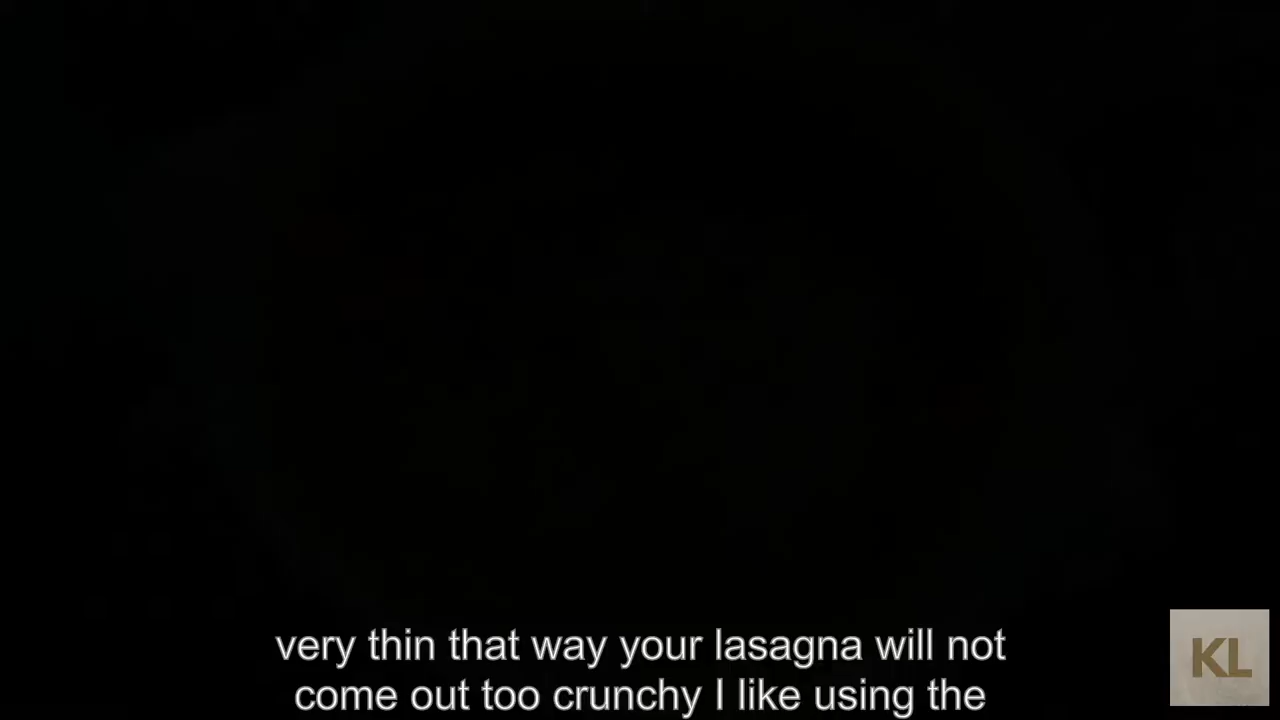 very thin that way your lasagna will not
come out too crunchy I like using the
KL